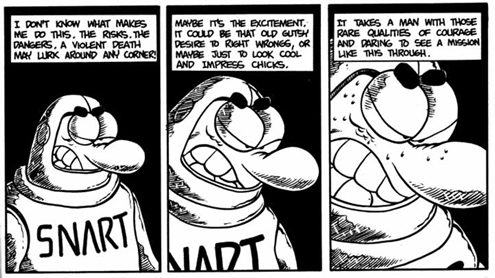 I DON'T KNOW WHAT MAKES
ME DO THIS. THE RISKS. THE
DANGERS, A VIOLENT DEATH
MAY LURK AROUND ANY CORNER!
SNART
MAYBE IT'S THE EXCITEMENT.
IT COULD BE THAT OLD GUTSY
DESIRE TO RIGHT WRONGS, OR
MAYBE JUST TO LOOK COOL
AND IMPRESS CHICKS.
NART
IT TAKES A MAN WITH THOSE
RARE QUALITIES OF COURAGE
AND DARING TO SEE A MISSION
LIKE THIS THROUGH.